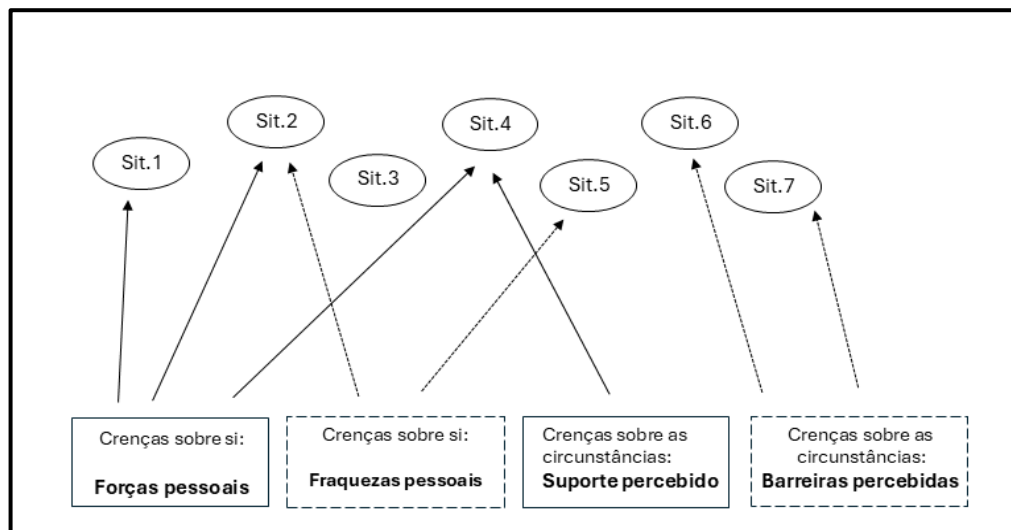 Sit.1
Sit.2
Sit.3
Sit.4
Sit.5
Sit.6
Sit.7
Crenças sobre si:
Forças pessoais
Crenças sobre si:
Fraquezas pessoais
Crenças sobre as
circunstâncias:
Suporte percebido
Crenças sobre as
circunstâncias:
Barreiras percebidas